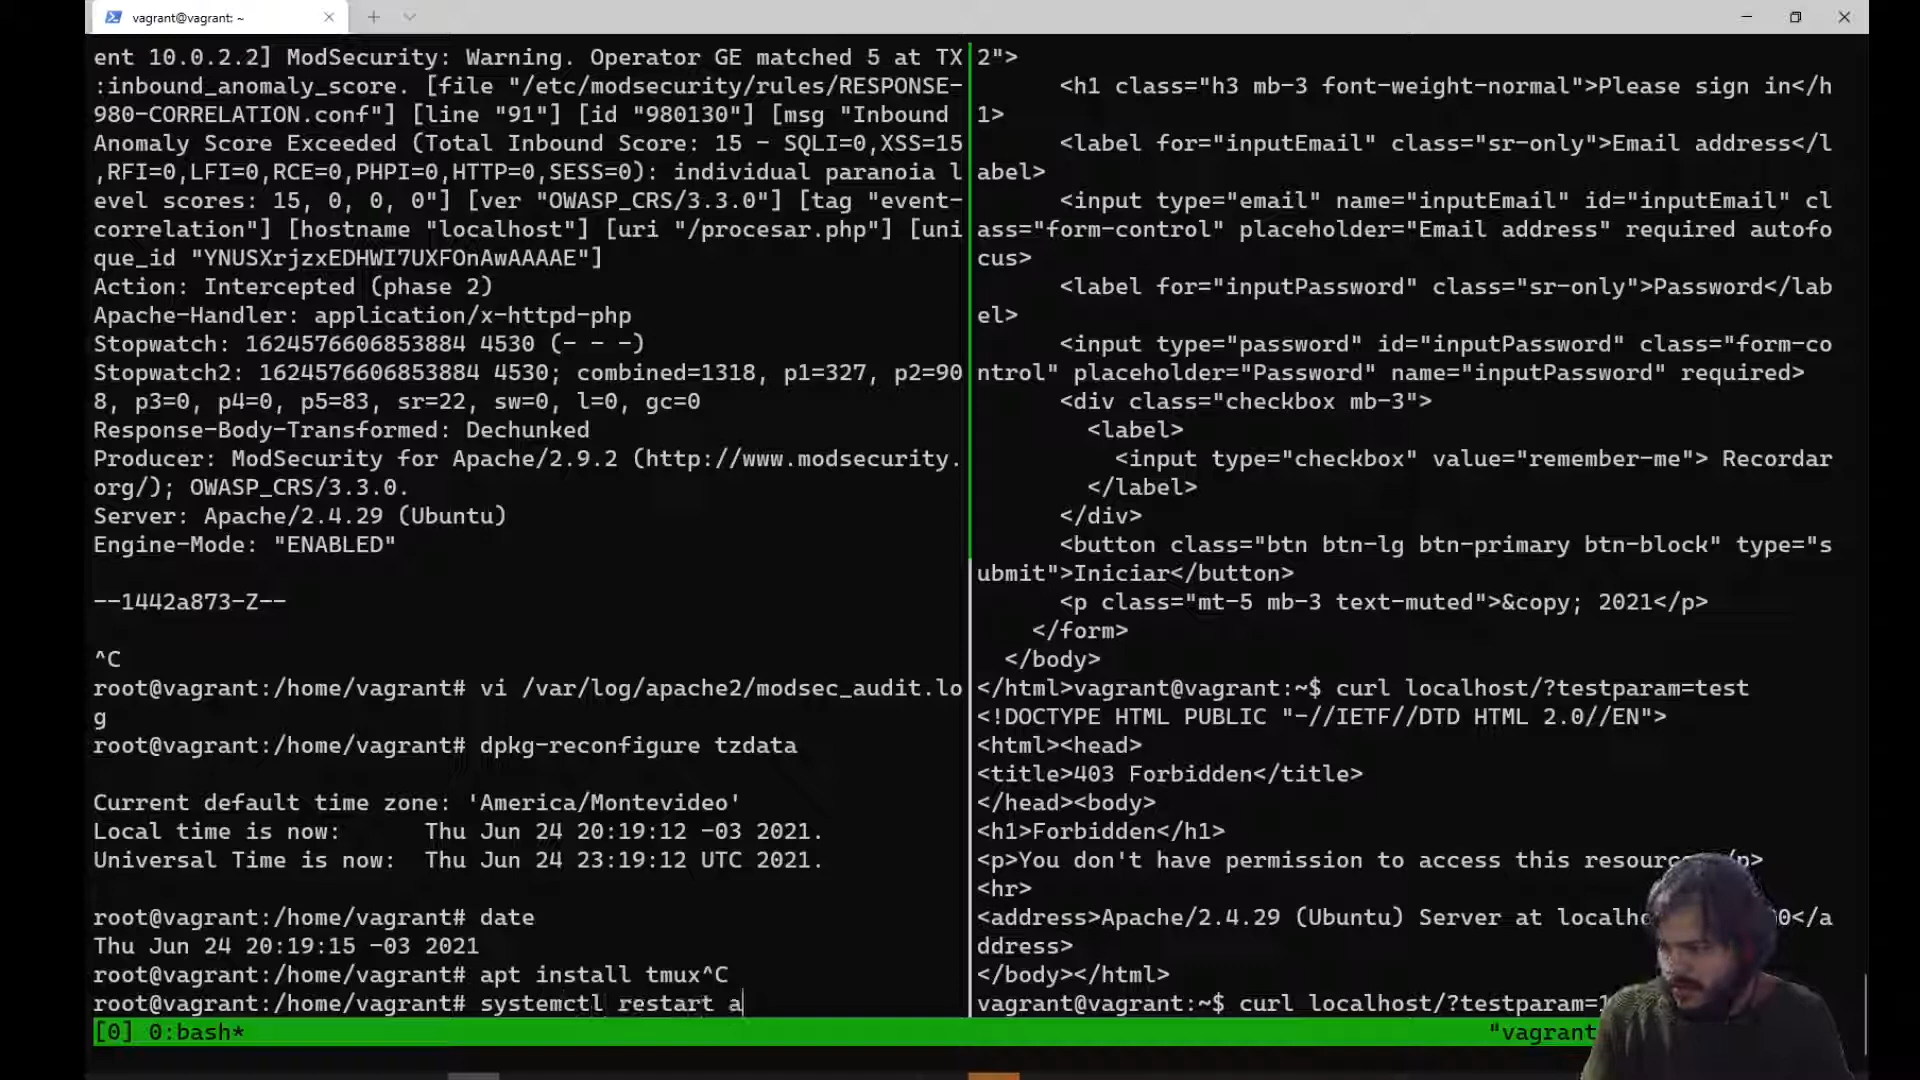 vagrant@vagrant: ~
ent 10.0.2.2] ModSecurity: Warning. Operator GE matched 5 at TX
:inbound_anomaly_score. [file "/etc/modsecurity/rules/RESPONSE-
980-CORRELATION.conf"] [line "91"] [id "980130"] [msg "Inbound
Anomaly Score Exceeded (Total Inbound Score: 15 - SQLI=0,XSS=15
,RFI=0,LFI=0,RCE=0,PHPI=0,HTTP=0,SESS=0): individual paranoia l
evel scores: 15, 0, 0, 0"] [ver "OWASP_CRS/3.3.0"] [tag "event-
correlation"] [hostname "localhost"] [uri "/procesar.php"] [uni
que_id "YNUSXrjzxEDHWI7UXFOnAwAAAAE"]
Action: Intercepted (phase 2)
Apache-Handler: application/x-httpd-php
Stopwatch: 1624576606853884 4530 (- - -)
Stopwatch2: 1624576606853884 4530; combined=1318, p1=327, p2=90
8, p3=0, p4=0, p5=83, sr=22, sw=0, l=0, gc=0
Response-Body-Transformed: Dechunked
Producer: ModSecurity for Apache/2.9.2 (http://www.modsecurity.
org/); OWASP_CRS/3.3.0.
Server: Apache/2.4.29 (Ubuntu)
Engine-Mode: "ENABLED"
--1442a873-Z--
^C
root@vagrant:/home/vagrant# vi /var/log/apache2/modsec_audit.lo
g
root@vagrant:/home/vagrant# dpkg-reconfigure tzdata
Current default time zone: 'America/Montevideo'
Local time is now:      Thu Jun 24 20:19:12 -03 2021.
Universal Time is now:  Thu Jun 24 23:19:12 UTC 2021.
root@vagrant:/home/vagrant# date
Thu Jun 24 20:19:15 -03 2021
root@vagrant:/home/vagrant# apt install tmux^C
root@vagrant:/home/vagrant# systemctl restart a
2">
<h1 class="h3 mb-3 font-weight-normal">Please sign in</h
1>
<label for="inputEmail" class="sr-only">Email address</l
abel>
<input type="email" name="inputEmail" id="inputEmail" cl
ass="form-control" placeholder="Email address" required autofo
cus>
<label for="inputPassword" class="sr-only">Password</lab
el>
<input type="password" id="inputPassword" class="form-co
ntrol" placeholder="Password" name="inputPassword" required>
<div class="checkbox mb-3">
<label>
<input type="checkbox" value="remember-me"> Recordar
</label>
</div>
<button class="btn btn-lg btn-primary btn-block" type="s
ubmit">Iniciar</button>
<p class="mt-5 mb-3 text-muted">&copy; 2021</p>
</form>
</body>
</html>vagrant@vagrant:~$ curl localhost/?testparam=test
<!DOCTYPE HTML PUBLIC "-//IETF//DTD HTML 2.0//EN">
<html><head>
<title>403 Forbidden</title>
</head><body>
<h1>Forbidden</h1>
<p>You don't have permission to access this /p>
<hr>
<address>Apache/2.4.29 (Ubuntu) Server at 0</a
ddress>
</body></html>
vagrant@vagrant:~$ curl
[0] 0:bash*
"vagrant